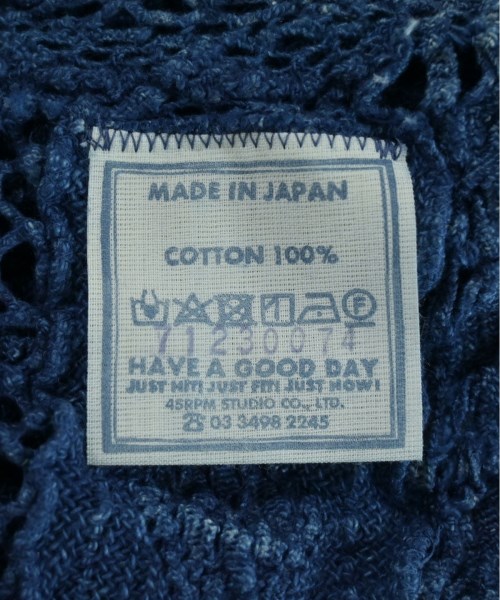 MADE IN JAPAN
COTTON 100%
71230074
HAVE A GOOD DAY
JUST HIT! JUST FIT! JUST NOW!
45RPM STUDIO CO., LTD.
☎ 03 3498 2245